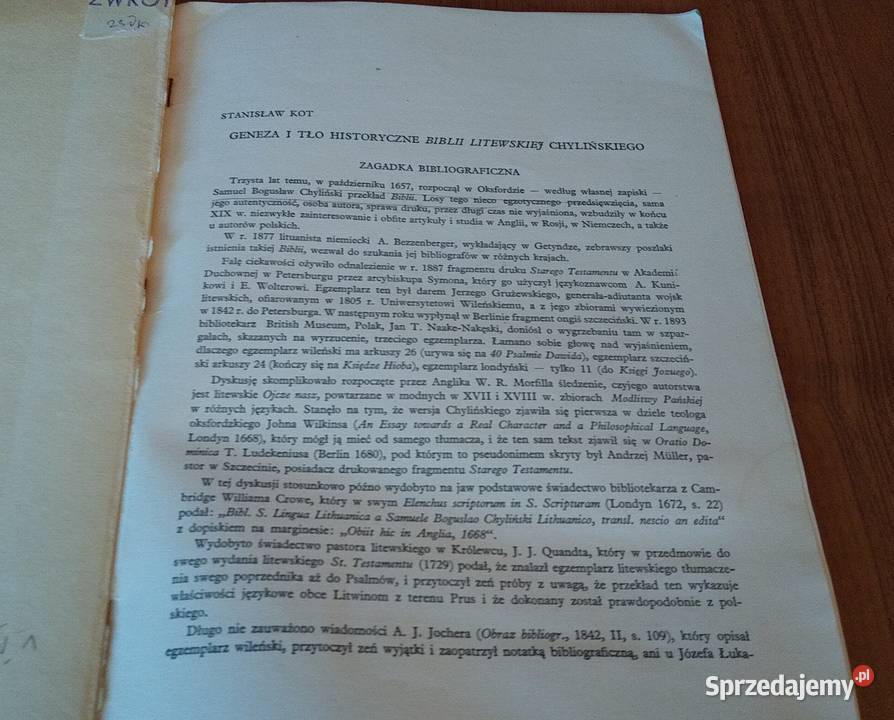 ZWROT
STANISŁAW KOT
GENEZA I TŁO HISTORYCZNE BIBLII LITEWSKIEJ CHYLIŃSKIEGO
ZAGADKA BIBLIOGRAFICZNA
Trzysta lat temu, w październiku 1657, rozpoczął w Oksfordzie — według własnej zapiski —
Samuel Bogusław Chyliński przekład Biblii. Losy tego nieco egzotycznego przedsięwzięcia, sama
jego autentyczność, osoba autora, sprawa druku, przez długi czas nie wyjaśniona, wzbudziły w końcu
XIX w. niezwykłe zainteresowanie i obfite artykuły i studia w Anglii, w Rosji, w Niemczech, a także
u autorów polskich.
W r. 1877 lituanista niemiecki A. Bezzenberger, wykładający w Getyndze, zebrawszy poszlaki
istnienia takiej Biblii, wezwał do szukania jej bibliografów w różnych krajach.
Falę ciekawości ożywiło odnalezienie w r. 1887 fragmentu druku Starego Testamentu w Akademii
Duchownej w Petersburgu przez arcybiskupa Symona, który go użyczył językoznawcom A. Kuni-
kowi i E. Wolterowi. Egzemplarz ten był darem Jerzego Grużewskiego, generała-adiutanta wojsk
litewskich, ofiarowanym w 1805 r. Uniwersytetowi Wileńskiemu, a z jego zbiorami wywiezionym
w 1842 r. do Petersburga. W następnym roku wypłynął w Berlinie fragment ongiś szczeciński. W r. 1893
bibliotekarz British Museum, Polak, Jan T. Naake-Nakęski, doniósł o wygrzebaniu tam w szpar-
gałach, skazanych na wyrzucenie, trzeciego egzemplarza. Łamano sobie głowę nad wyjaśnieniem,
dlaczego egzemplarz wileński ma arkuszy 26 (urywa się na 40 Psalmie Dawida), egzemplarz szczeciń-
ski arkuszy 24 (kończy się na Księdze Hioba), egzemplarz londyński — tylko 11 (do Księgi Jozuego).
Dyskusję skomplikowało rozpoczęte przez Anglika W. R. Morfilla śledzenie, czyjego autorstwa
jest litewskie Ojcze nasz, powtarzane w modnych w XVII i XVIII w. zbiorach Modlitwy Pańskiej
w różnych językach. Stanęło na tym, że wersja Chylińskiego zjawiła się pierwsza w dziele teologa
oksfordzkiego Johna Wilkinsa (An Essay towards a Real Character and a Philosophical Language,
Londyn 1668), który mógł ją mieć od samego tłumacza, i że ten sam tekst zjawił się w Oratio Do-
minica T. Ludekeniusa (Berlin 1680), pod którym to pseudonimem skryty był Andrzej Müller, pa-
stor w Szczecinie, posiadacz drukowanego fragmentu Starego Testamentu.
W tej dyskusji stosunkowo późno wydobyto na jaw podstawowe świadectwo bibliotekarza z Cam-
bridge Williama Crowe, który w swym Elenchus scriptorum in S. Scripturam (Londyn 1672, s. 22)
podał: „Bibl. S. Lingua Lithuanica a Samuele Boguslao Chyliński Lithuanico, transl. nescio an edita“
z dopiskiem na marginesie: „Obiit hic in Anglia, 1668“.
Wydobyto świadectwo pastora litewskiego w Królewcu, J. J. Quandta, który w przedmowie do
swego wydania litewskiego St. Testamentu (1729) podał, że znalazł egzemplarz litewskiego tłumacze-
nia swego poprzednika aż do Psalmów, i przytoczył zeń próby z uwagą, że przekład ten wykazuje
właściwości językowe obce Litwinom z terenu Prus i że dokonany został prawdopodobnie z pol-
skiego.
Długo nie zauważono wiadomości A. J. Jochera (Obraz bibliogr., 1842, II, s. 109), który opisał
egzemplarz wileński, przytoczył zeń wyjątki i zaopatrzył notatką bibliograficzną, ani u Józefa Łuka-
Sprzedajemy.pl